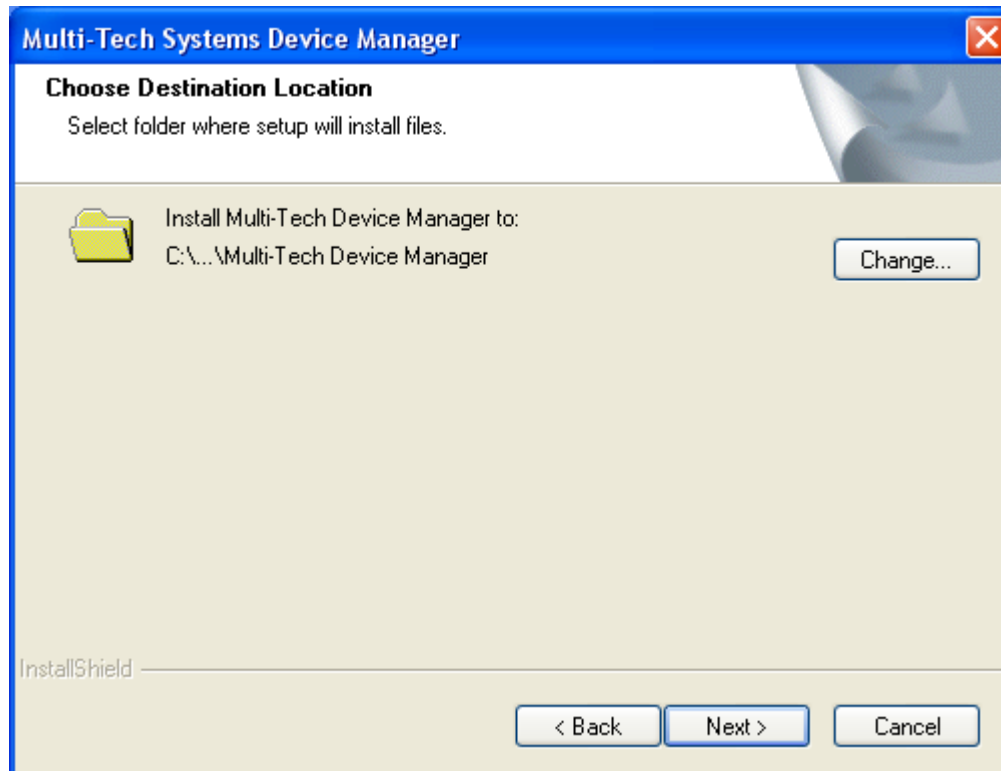 Multi-Tech Systems Device Manager
Choose Destination Location
Select folder where setup will install files.
Install Multi-Tech Device Manager to:
C:\...\Multi-Tech Device Manager
Change...
InstallShield
< Back
Next >
Cancel